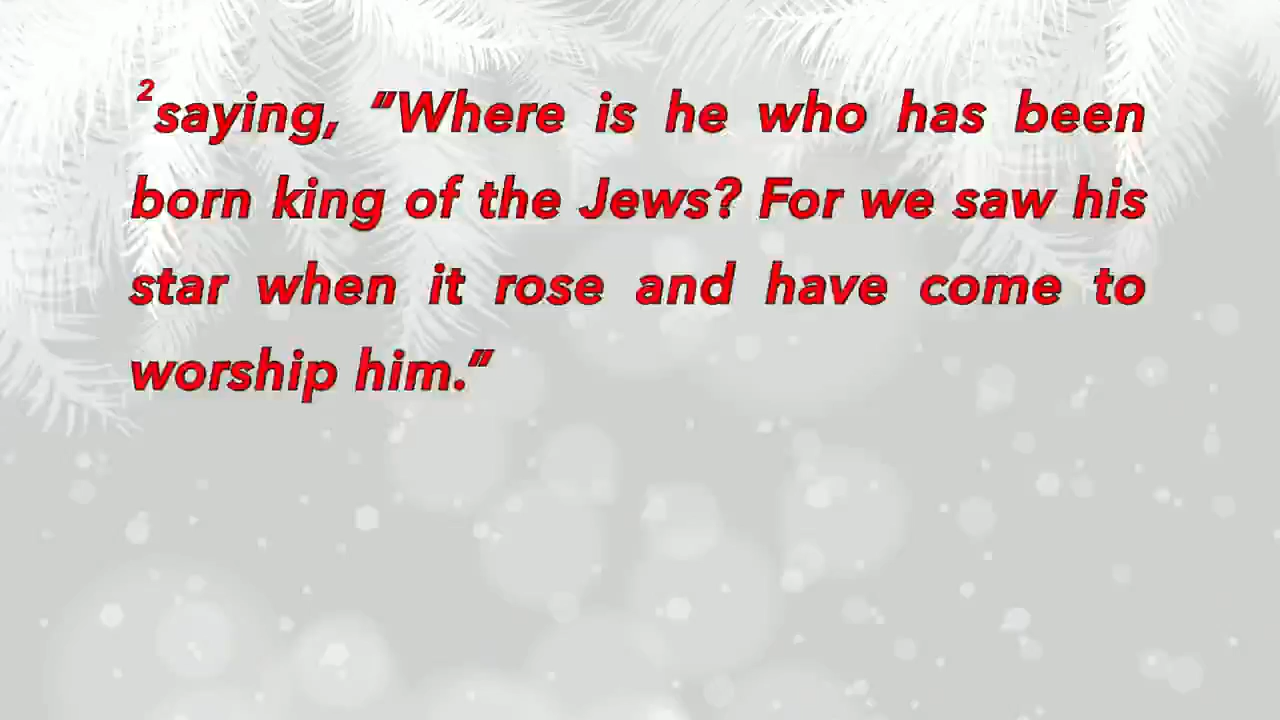 ²saying, "Where is he who has been
born king of the Jews? For we saw his
star when it rose and have come to
worship him."